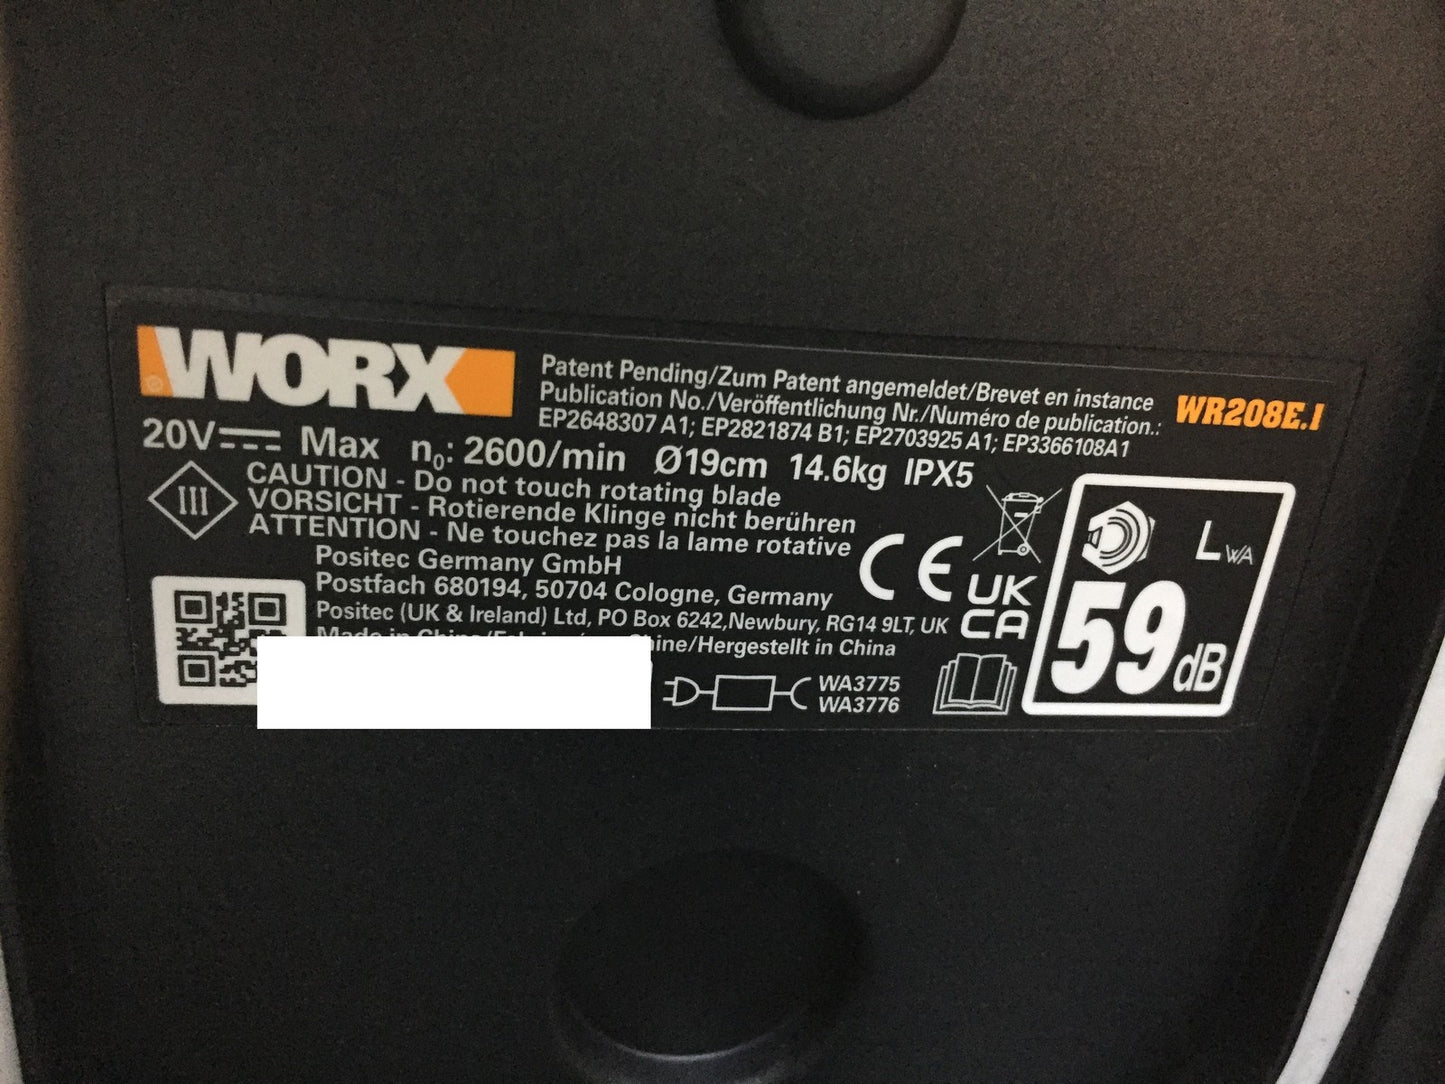 WORX
Patent Pending/Zum Patent angemeldet/Brevet en instance
Publication No./Veröffentlichung Nr./Numéro de publication.:
EP2648307 A1; EP2821874 B1; EP2703925 A1; EP3366108A1
WR208E.1
20V Max n0: 2600/min Ø19cm 14.6kg IPX5
III
CAUTION - Do not touch rotating blade
VORSICHT - Rotierende Klinge nicht berühren
ATTENTION - Ne touchez pas la lame rotative
Positec Germany GmbH
Postfach 680194, 50704 Cologne, Germany
Positec (UK & Ireland) Ltd, PO Box 6242,Newbury, RG14 9LT, UK
Made in China/Hergestellt in China
WA3775
WA3776
CE
UK
CA
LWA
59dB